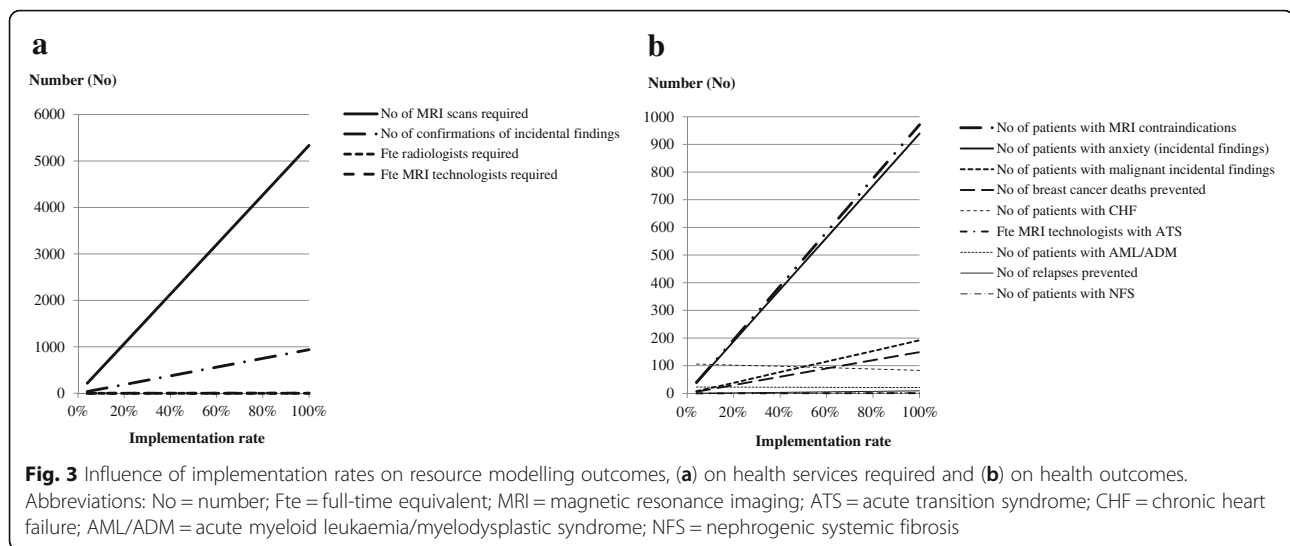 a
Number (No)
6000
5000
4000
3000
2000
1000
0
0% 20% 40% 60% 80% 100%
Implementation rate
No of MRI scans required
No of confirmations of incidental findings
Fte radiologists required
Fte MRI technologists required
b
Number (No)
1000
900
800
700
600
500
400
300
200
100
0
0% 20% 40% 60% 80% 100%
Implementation rate
No of patients with MRI contraindications
No of patients with anxiety (incidental findings)
No of patients with malignant incidental findings
No of breast cancer deaths prevented
No of patients with CHF
Fte MRI technologists with ATS
No of patients with AML/ADM
No of relapses prevented
No of patients with NFS
Fig. 3 Influence of implementation rates on resource modelling outcomes, (a) on health services required and (b) on health outcomes.
Abbreviations: No = number; Fte = full-time equivalent; MRI = magnetic resonance imaging; ATS = acute transition syndrome; CHF = chronic heart
failure; AML/ADM = acute myeloid leukaemia/myelodysplastic syndrome; NFS = nephrogenic systemic fibrosis